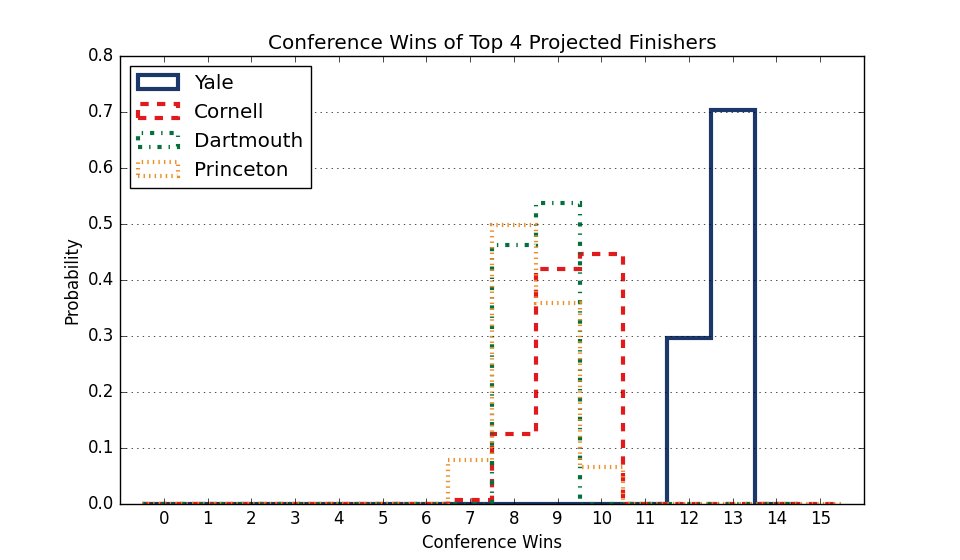 Conference Wins of Top 4 Projected Finishers
0.8
0.7
0.6
0.5
0.4
0.3
0.2
0.1
0.0
Probability
Yale
Cornell
Dartmouth
Princeton
0 1 2 3 4 5 6 7 8 9 10 11 12 13 14 15
Conference Wins